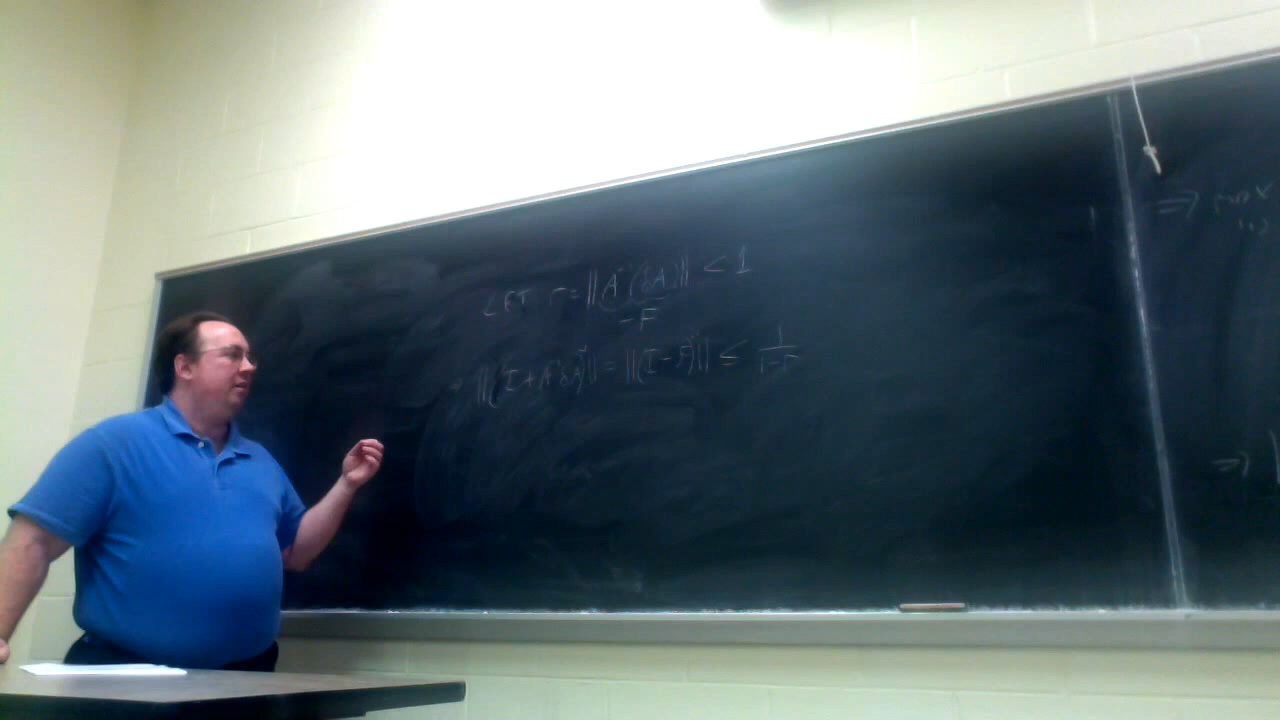 LET r = ||A⁻¹(δA)|| < 1
-F
||(I + A⁻¹δA)⁻¹|| = ||(I - F)⁻¹|| ≤ 1/(1-r)
⇒
⇒